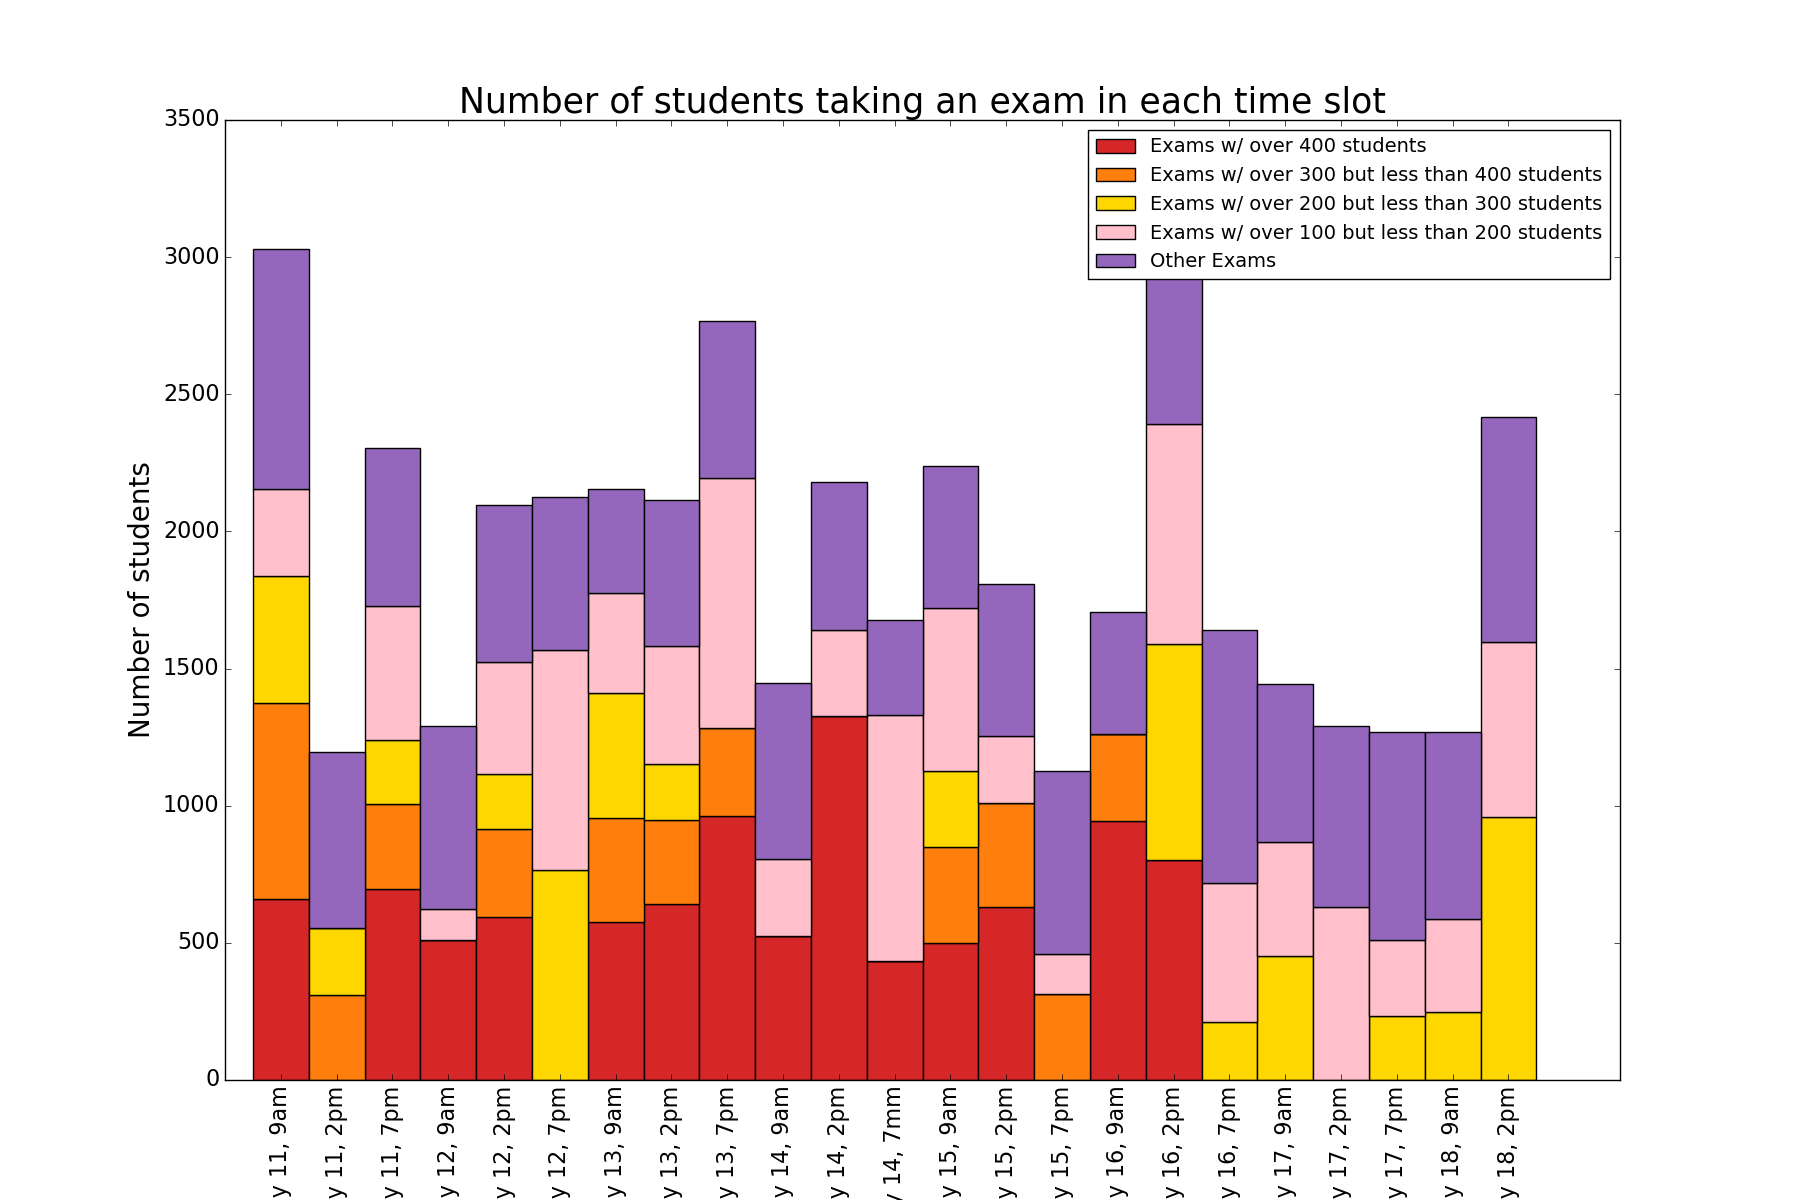 Number of students taking an exam in each time slot
Exams w/ over 400 students
Exams w/ over 300 but less than 400 students
Exams w/ over 200 but less than 300 students
Exams w/ over 100 but less than 200 students
Other Exams
Number of students
3500
3000
2500
2000
1500
1000
500
0
y 11, 9am
y 11, 2pm
y 11, 7pm
y 12, 9am
y 12, 2pm
y 12, 7pm
y 13, 9am
y 13, 2pm
y 13, 7pm
y 14, 9am
y 14, 2pm
y 14, 7mm
y 15, 9am
y 15, 2pm
y 15, 7pm
y 16, 9am
y 16, 2pm
y 16, 7pm
y 17, 9am
y 17, 2pm
y 17, 7pm
y 18, 9am
y 18, 2pm